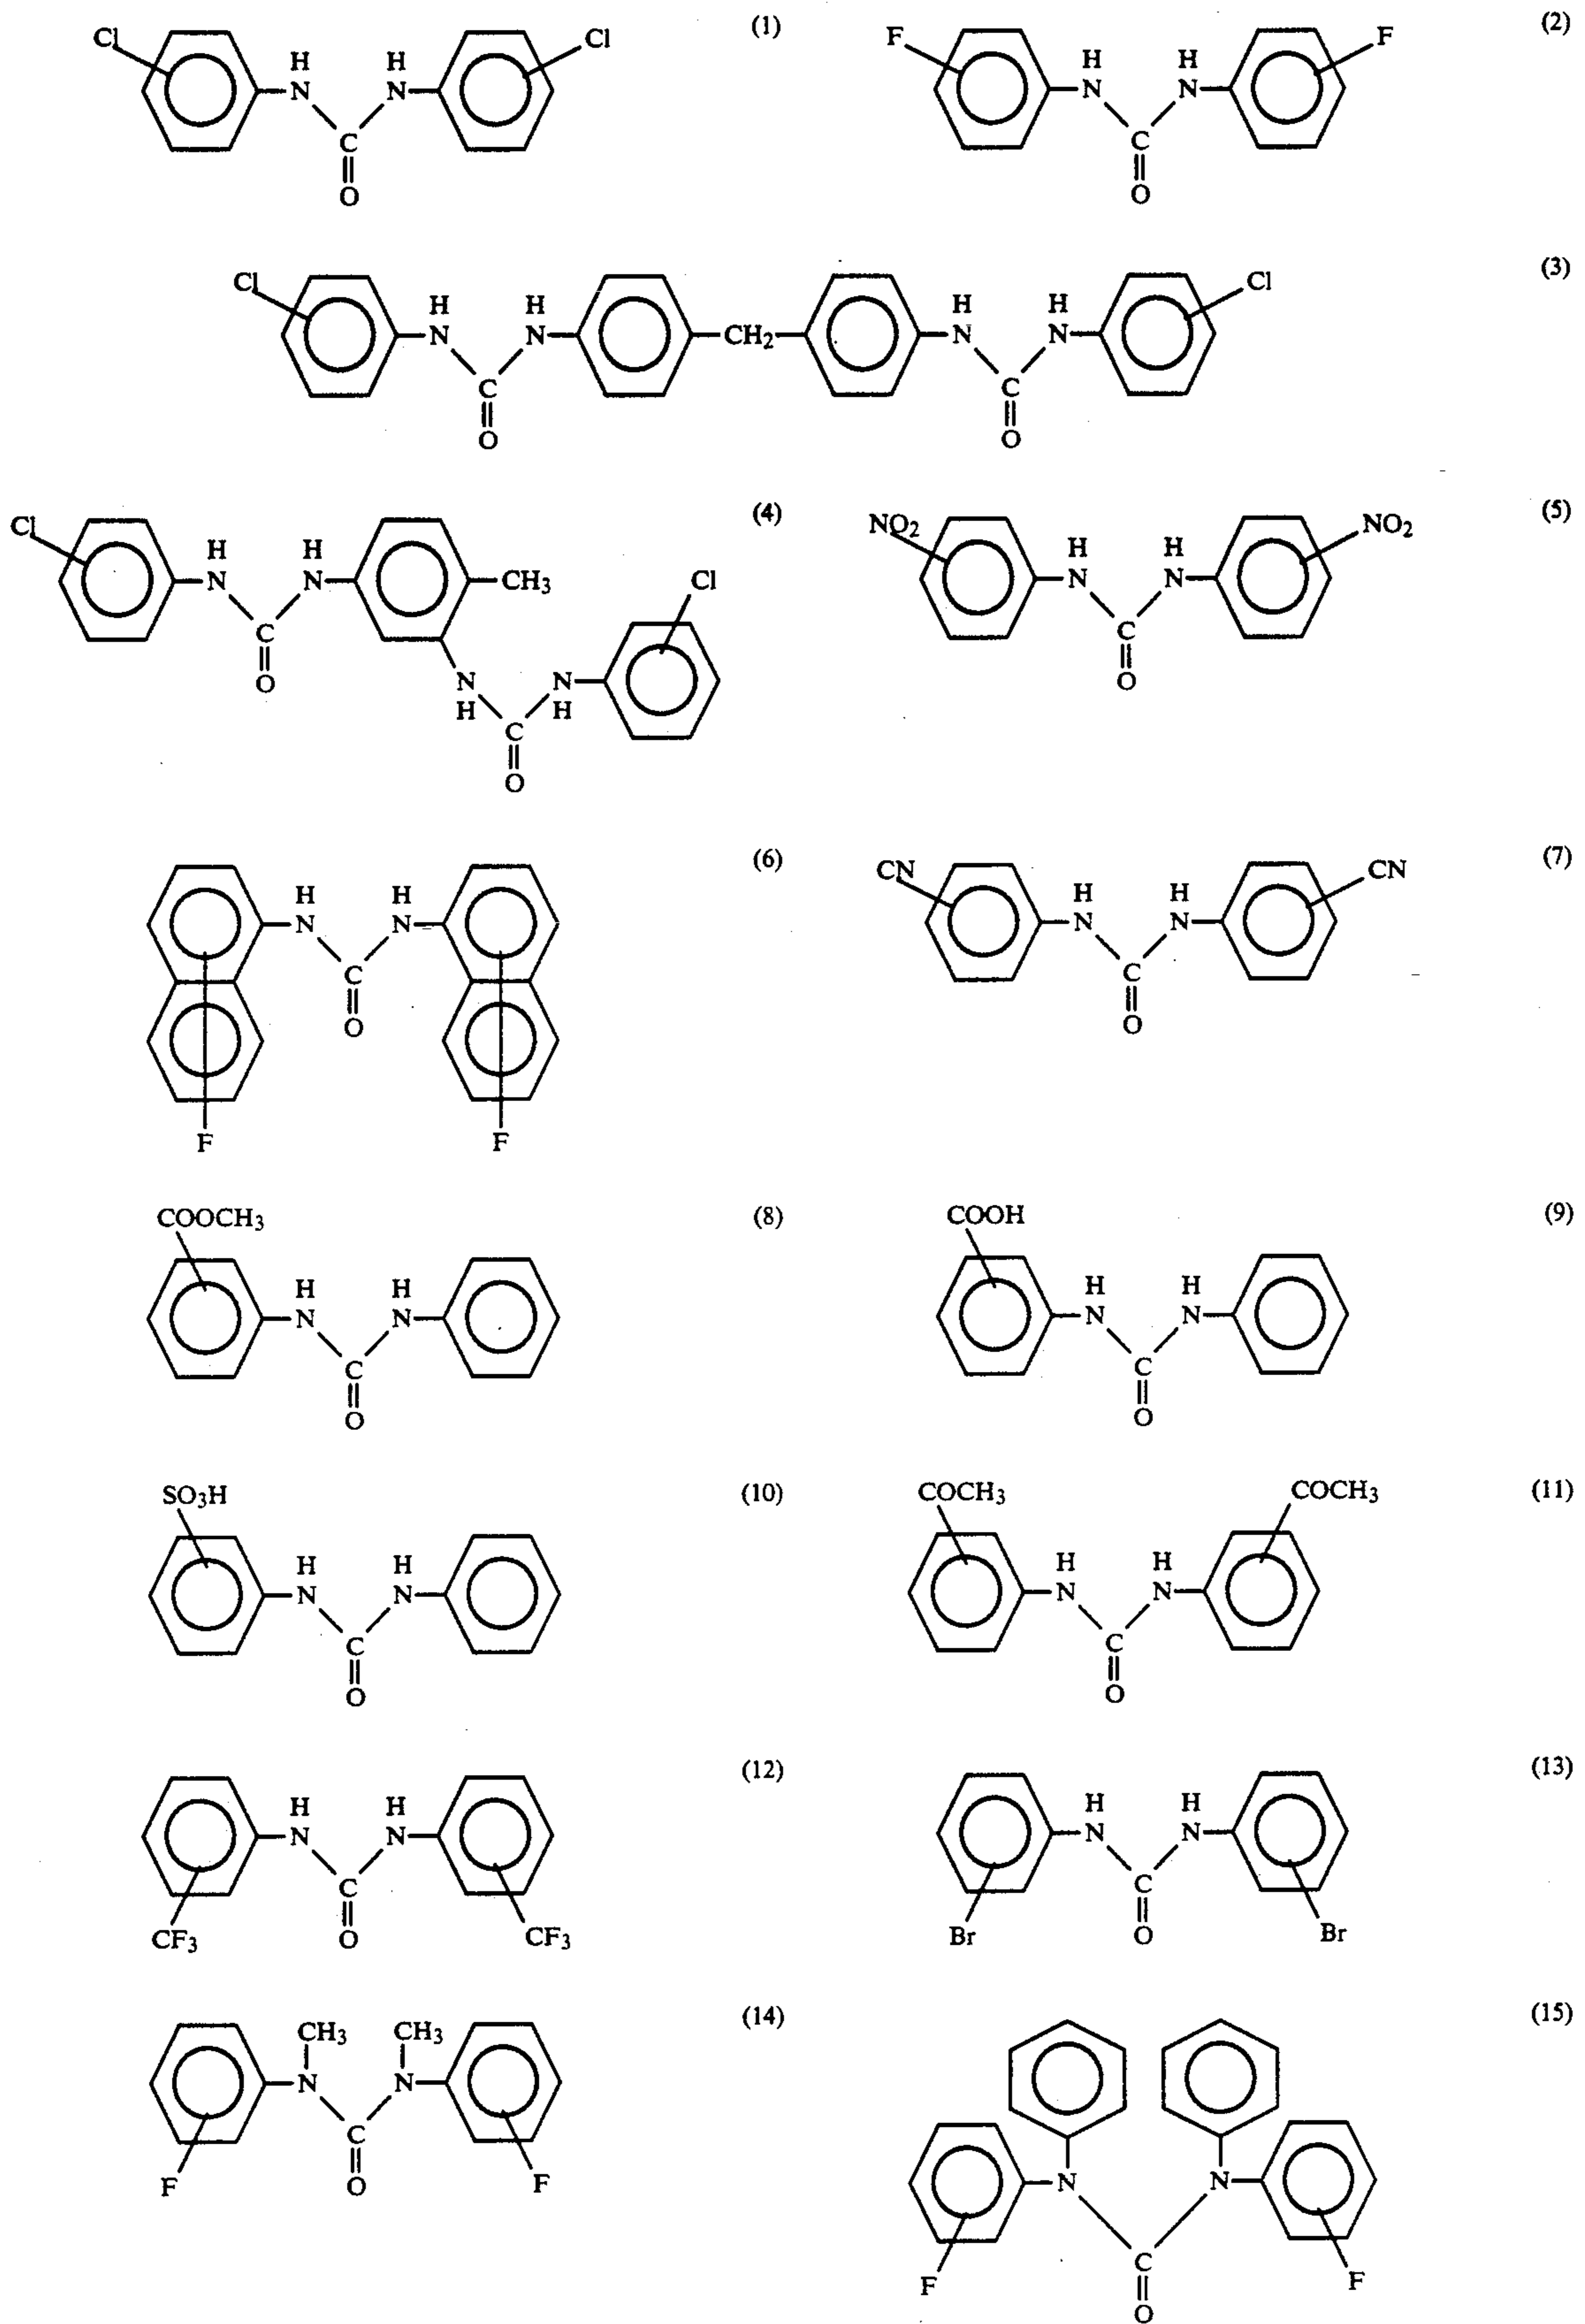 Cl Cl (1)
H H
N N
C
O
F F (2)
H H
N N
C
O
Cl Cl (3)
H H H H
N N CH2 N N
C C
O O
Cl (4)
H H
N N CH3 Cl
C
O
N N
H H
C
O
NO2 NO2 (5)
H H
N N
C
O
(6)
H H
N N
C
O
F F
CN CN (7)
H H
N N
C
O
COOCH3 (8)
H H
N N
C
O
COOH (9)
H H
N N
C
O
SO3H (10)
H H
N N
C
O
COCH3 COCH3 (11)
H H
N N
C
O
(12)
H H
N N
C
CF3 O CF3
(13)
H H
N N
C
Br O Br
(14)
CH3 CH3
N N
C
F O F
(15)
N N
C
F F
O